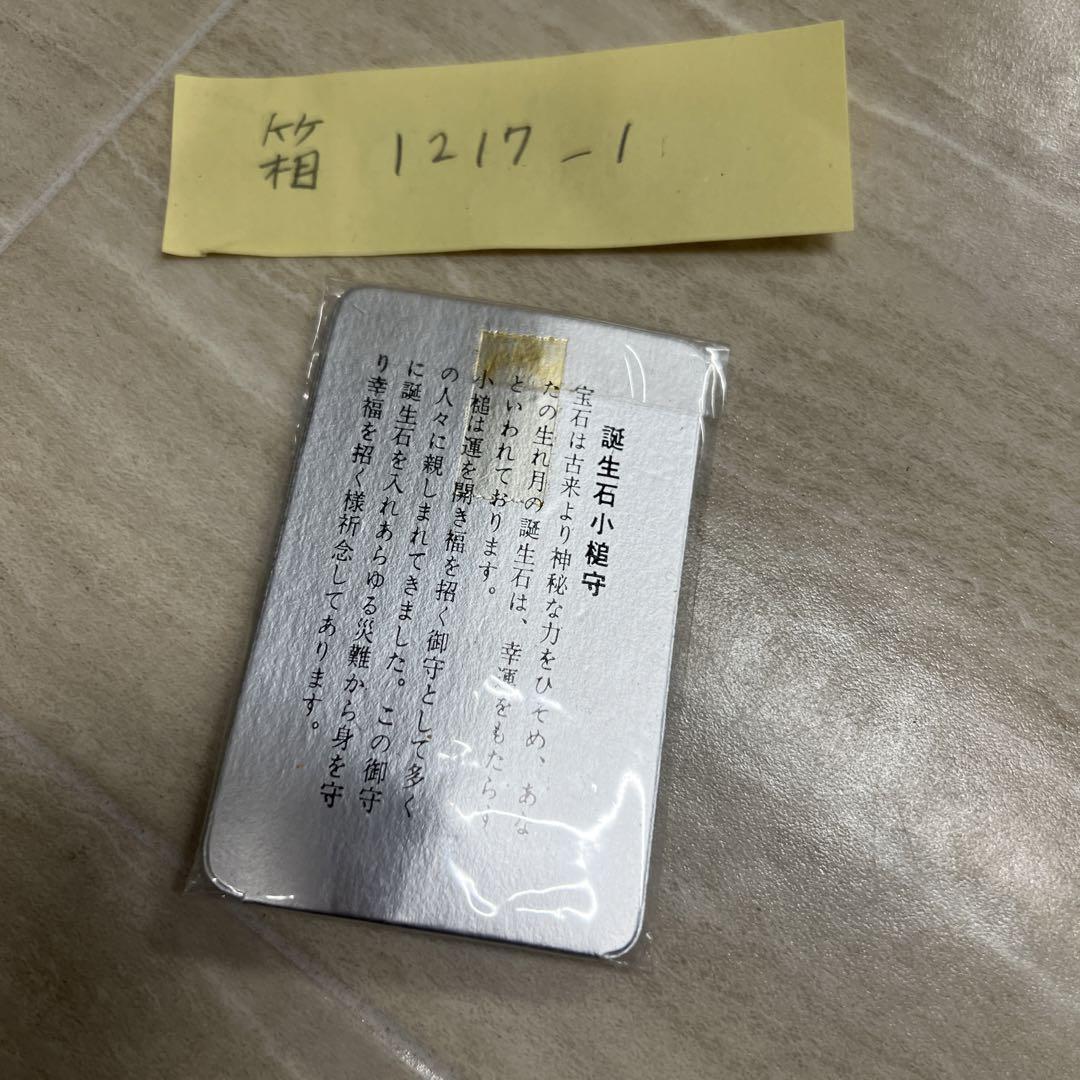 箱 1217-1
誕生石小槌守
宝石は古来より神秘な力をひそめ、あな
たの生れ月の誕生石は、幸運をもたらす
といわれております。
小槌は運を開き福を招く御守として多く
の人々に親しまれてきました。この御守
に誕生石を入れあらゆる災難から身を守
り幸福を招く様祈念してあります。